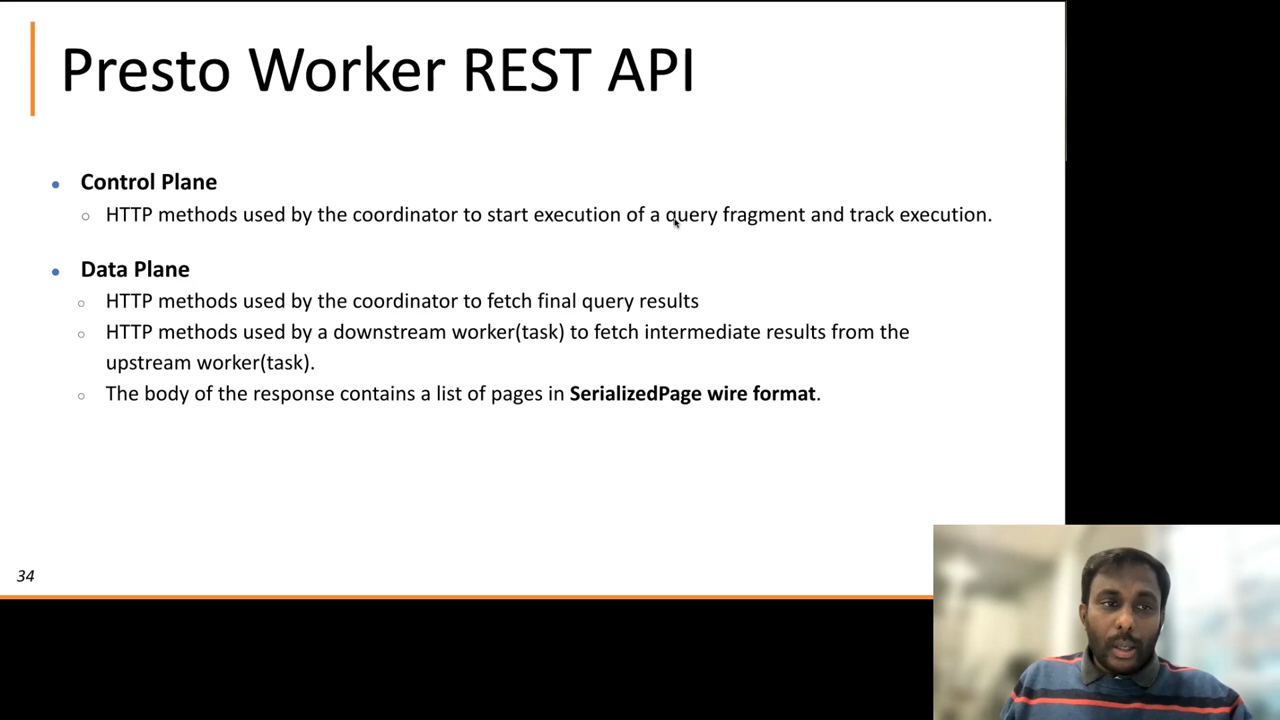 Presto Worker REST API
Control Plane
HTTP methods used by the coordinator to start execution of a query fragment and track execution.
Data Plane
HTTP methods used by the coordinator to fetch final query results
HTTP methods used by a downstream worker(task) to fetch intermediate results from the
upstream worker(task).
The body of the response contains a list of pages in SerializedPage wire format.
34